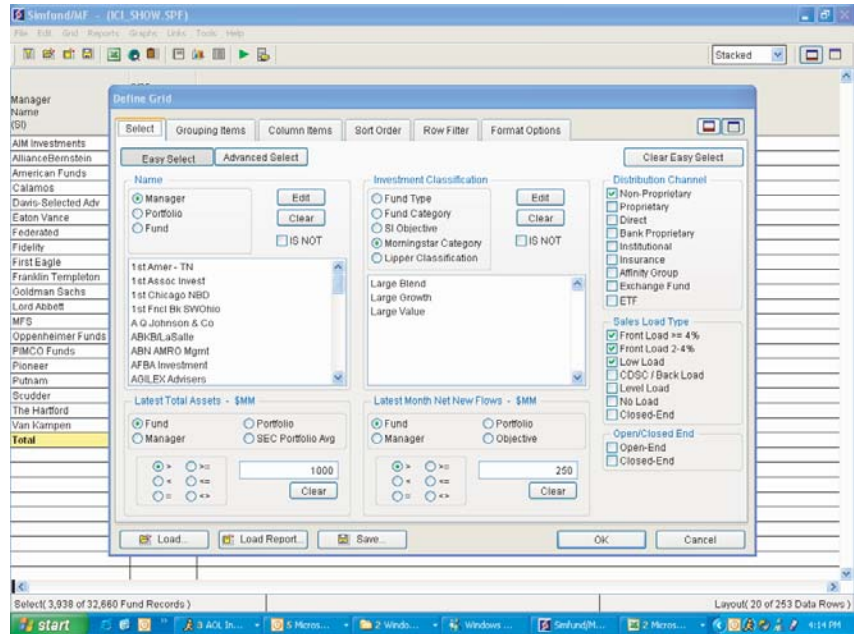 Simfund/MF - (ICI_SHOW.SPF)
File Edit Grid Reports Graphs Links Tools Help
Stacked
Manager
Name
(SI)
AIM Investments
AllianceBernstein
American Funds
Calamos
Davis-Selected Adv
Eaton Vance
Federated
Fidelity
First Eagle
Franklin Templeton
Goldman Sachs
Lord Abbett
MFS
Oppenheimer Funds
PIMCO Funds
Pioneer
Putnam
Scudder
The Hartford
Van Kampen
Total
Define Grid
Select Grouping Items Column Items Sort Order Row Filter Format Options
Easy Select Advanced Select Clear Easy Select
Name
Manager
Portfolio
Fund
Edit
Clear
IS NOT
1st Amer - TN
1st Assoc Invest
1st Chicago NBD
1st Fncl Bk SWOhio
A Q Johnson & Co
ABKB/LaSalle
ABN AMRO Mgmt
AFBA Investment
AGILEX Advisers
Investment Classification
Fund Type
Fund Category
SI Objective
Morningstar Category
Lipper Classification
Edit
Clear
IS NOT
Large Blend
Large Growth
Large Value
Distribution Channel
Non-Proprietary
Proprietary
Direct
Bank Proprietary
Institutional
Insurance
Affinity Group
Exchange Fund
ETF
Sales Load Type
Front Load >= 4%
Front Load 2-4%
Low Load
CDSC / Back Load
Level Load
No Load
Closed-End
Open/Closed End
Open-End
Closed-End
Latest Total Assets - $MM
Fund Portfolio
Manager SEC Portfolio Avg
> >=
< <=
= <>
1000
Clear
Latest Month Net New Flows - $MM
Fund Portfolio
Manager Objective
> >=
< <=
= <>
250
Clear
Load... Load Report... Save... OK Cancel
Select( 3,938 of 32,660 Fund Records ) Layout( 20 of 253 Data Rows )
start 3 AOL In... 5 Micros... 2 Windo... Windows ... Simfund/M... 2 Micros... 4:14 PM